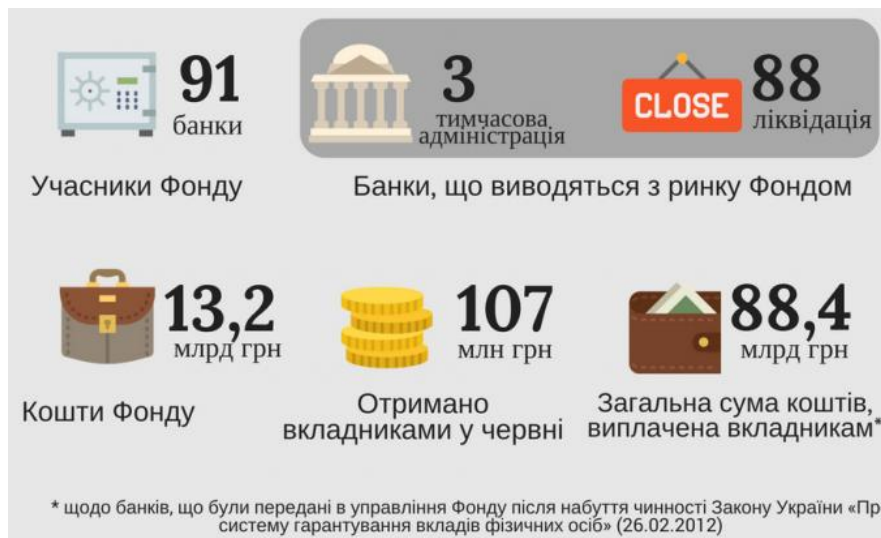 91
банки
Учасники Фонду
3
тимчасова
адміністрація
CLOSE
88
ліквідація
Банки, що виводяться з ринку Фондом
13,2
млрд грн
Кошти Фонду
107
млн грн
Отримано
вкладниками у червні
88,4
млрд грн
Загальна сума коштів,
виплачена вкладникам*
* щодо банків, що були передані в управління Фонду після набуття чинності Закону України «Пр
систему гарантування вкладів фізичних осіб» (26.02.2012)